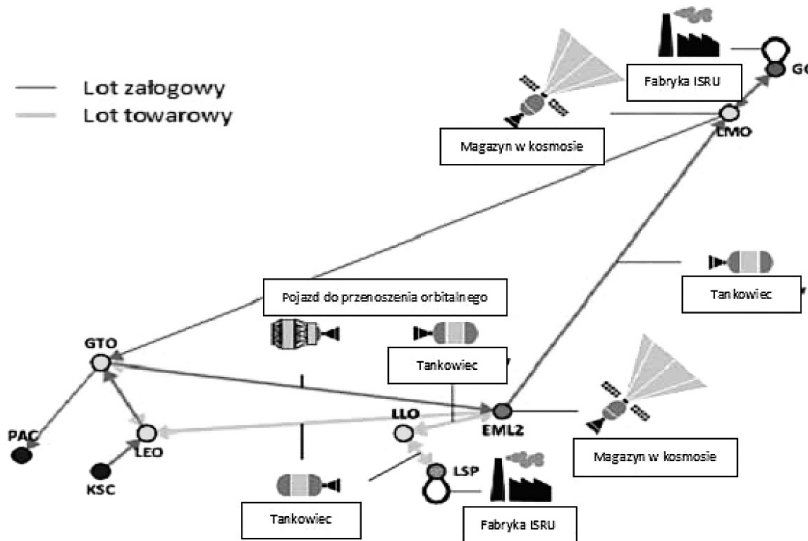 Lot załogowy
Lot towarowy
Fabryka ISRU
GC
Magazyn w kosmosie
LMO
Tankowiec
Pojazd do przenoszenia orbitalnego
GTO
Tankowiec
PAC
LEO
LLO
EML2
KSC
LSP
Magazyn w kosmosie
Tankowiec
Fabryka ISRU